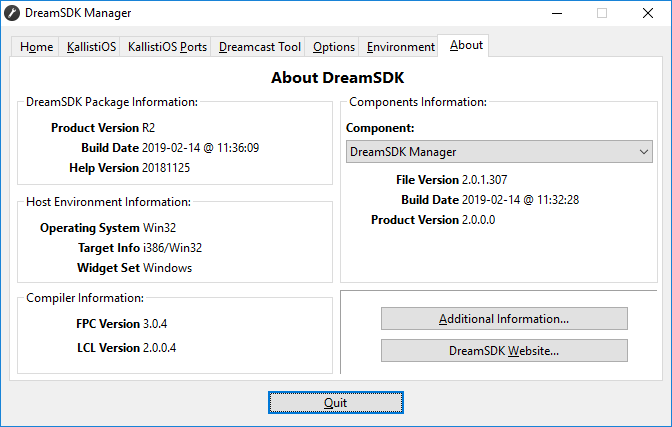 DreamSDK Manager
Home
KallistiOS
KallistiOS Ports
Dreamcast Tool
Options
Environment
About
About DreamSDK
DreamSDK Package Information:
Product Version R2
Build Date 2019-02-14 @ 11:36:09
Help Version 20181125
Host Environment Information:
Operating System Win32
Target Info i386/Win32
Widget Set Windows
Compiler Information:
FPC Version 3.0.4
LCL Version 2.0.0.4
Components Information:
Component:
DreamSDK Manager
File Version 2.0.1.307
Build Date 2019-02-14 @ 11:32:28
Product Version 2.0.0.0
Additional Information...
DreamSDK Website...
Quit